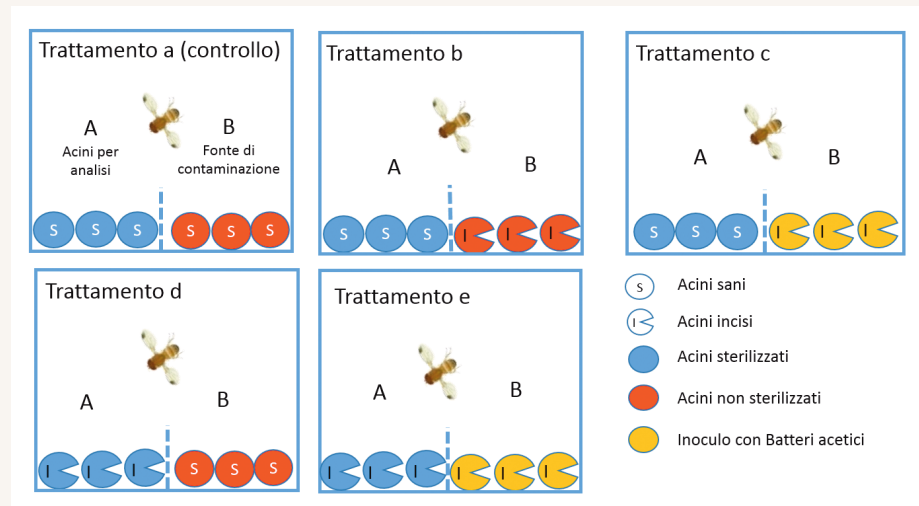 Trattamento a (controllo)
A
Acini per
analisi
B
Fonte di
contaminazione
S S S S S S
Trattamento b
A B
S S S I I I
Trattamento c
A B
S S S I I I
Trattamento d
A B
I I I S S S
Trattamento e
A B
I I I I I I
S Acini sani
I Acini incisi
Acini sterilizzati
Acini non sterilizzati
Inoculo con Batteri acetici